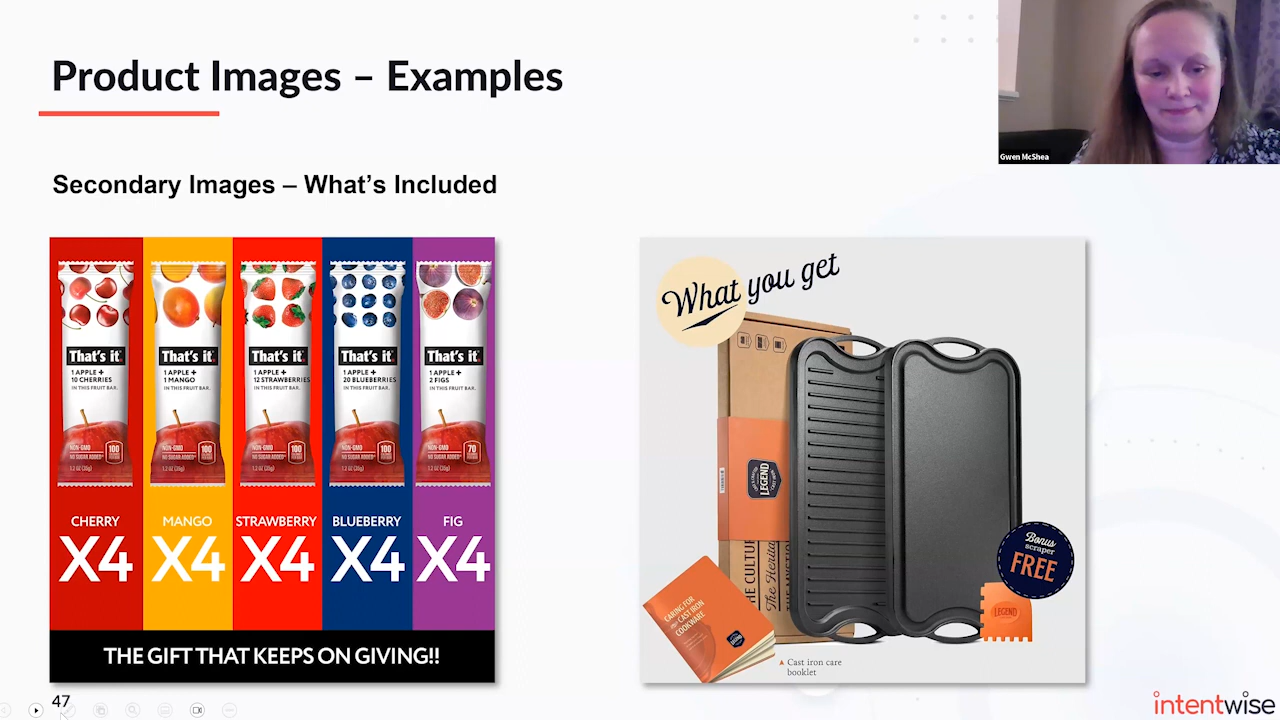 Product Images – Examples
Gwen McShea
Secondary Images – What's Included
That's it.
1 APPLE +
10 CHERRIES
IN THIS FRUIT BAR.
NON-GMO
NO SUGAR ADDED
100
1.2 OZ (35g)
CHERRY
X4
That's it.
1 APPLE +
1 MANGO
IN THIS FRUIT BAR.
NON-GMO
NO SUGAR ADDED
100
1.2 OZ (35g)
MANGO
X4
That's it.
1 APPLE +
12 STRAWBERRIES
IN THIS FRUIT BAR.
NON-GMO
NO SUGAR ADDED
100
1.2 OZ (35g)
STRAWBERRY
X4
That's it.
1 APPLE +
20 BLUEBERRIES
IN THIS FRUIT BAR.
NON-GMO
NO SUGAR ADDED
100
1.2 OZ (35g)
BLUEBERRY
X4
That's it.
1 APPLE +
2 FIGS
IN THIS FRUIT BAR.
NON-GMO
NO SUGAR ADDED
70
1.2 OZ (35g)
FIG
X4
THE GIFT THAT KEEPS ON GIVING!!
What you get
LEGEND
THE CULTU
The Herita
CARING FOR
CAST IRON
COOKWARE
Bonus
scraper
FREE
LEGEND
Cast iron care
booklet
47
intentwise